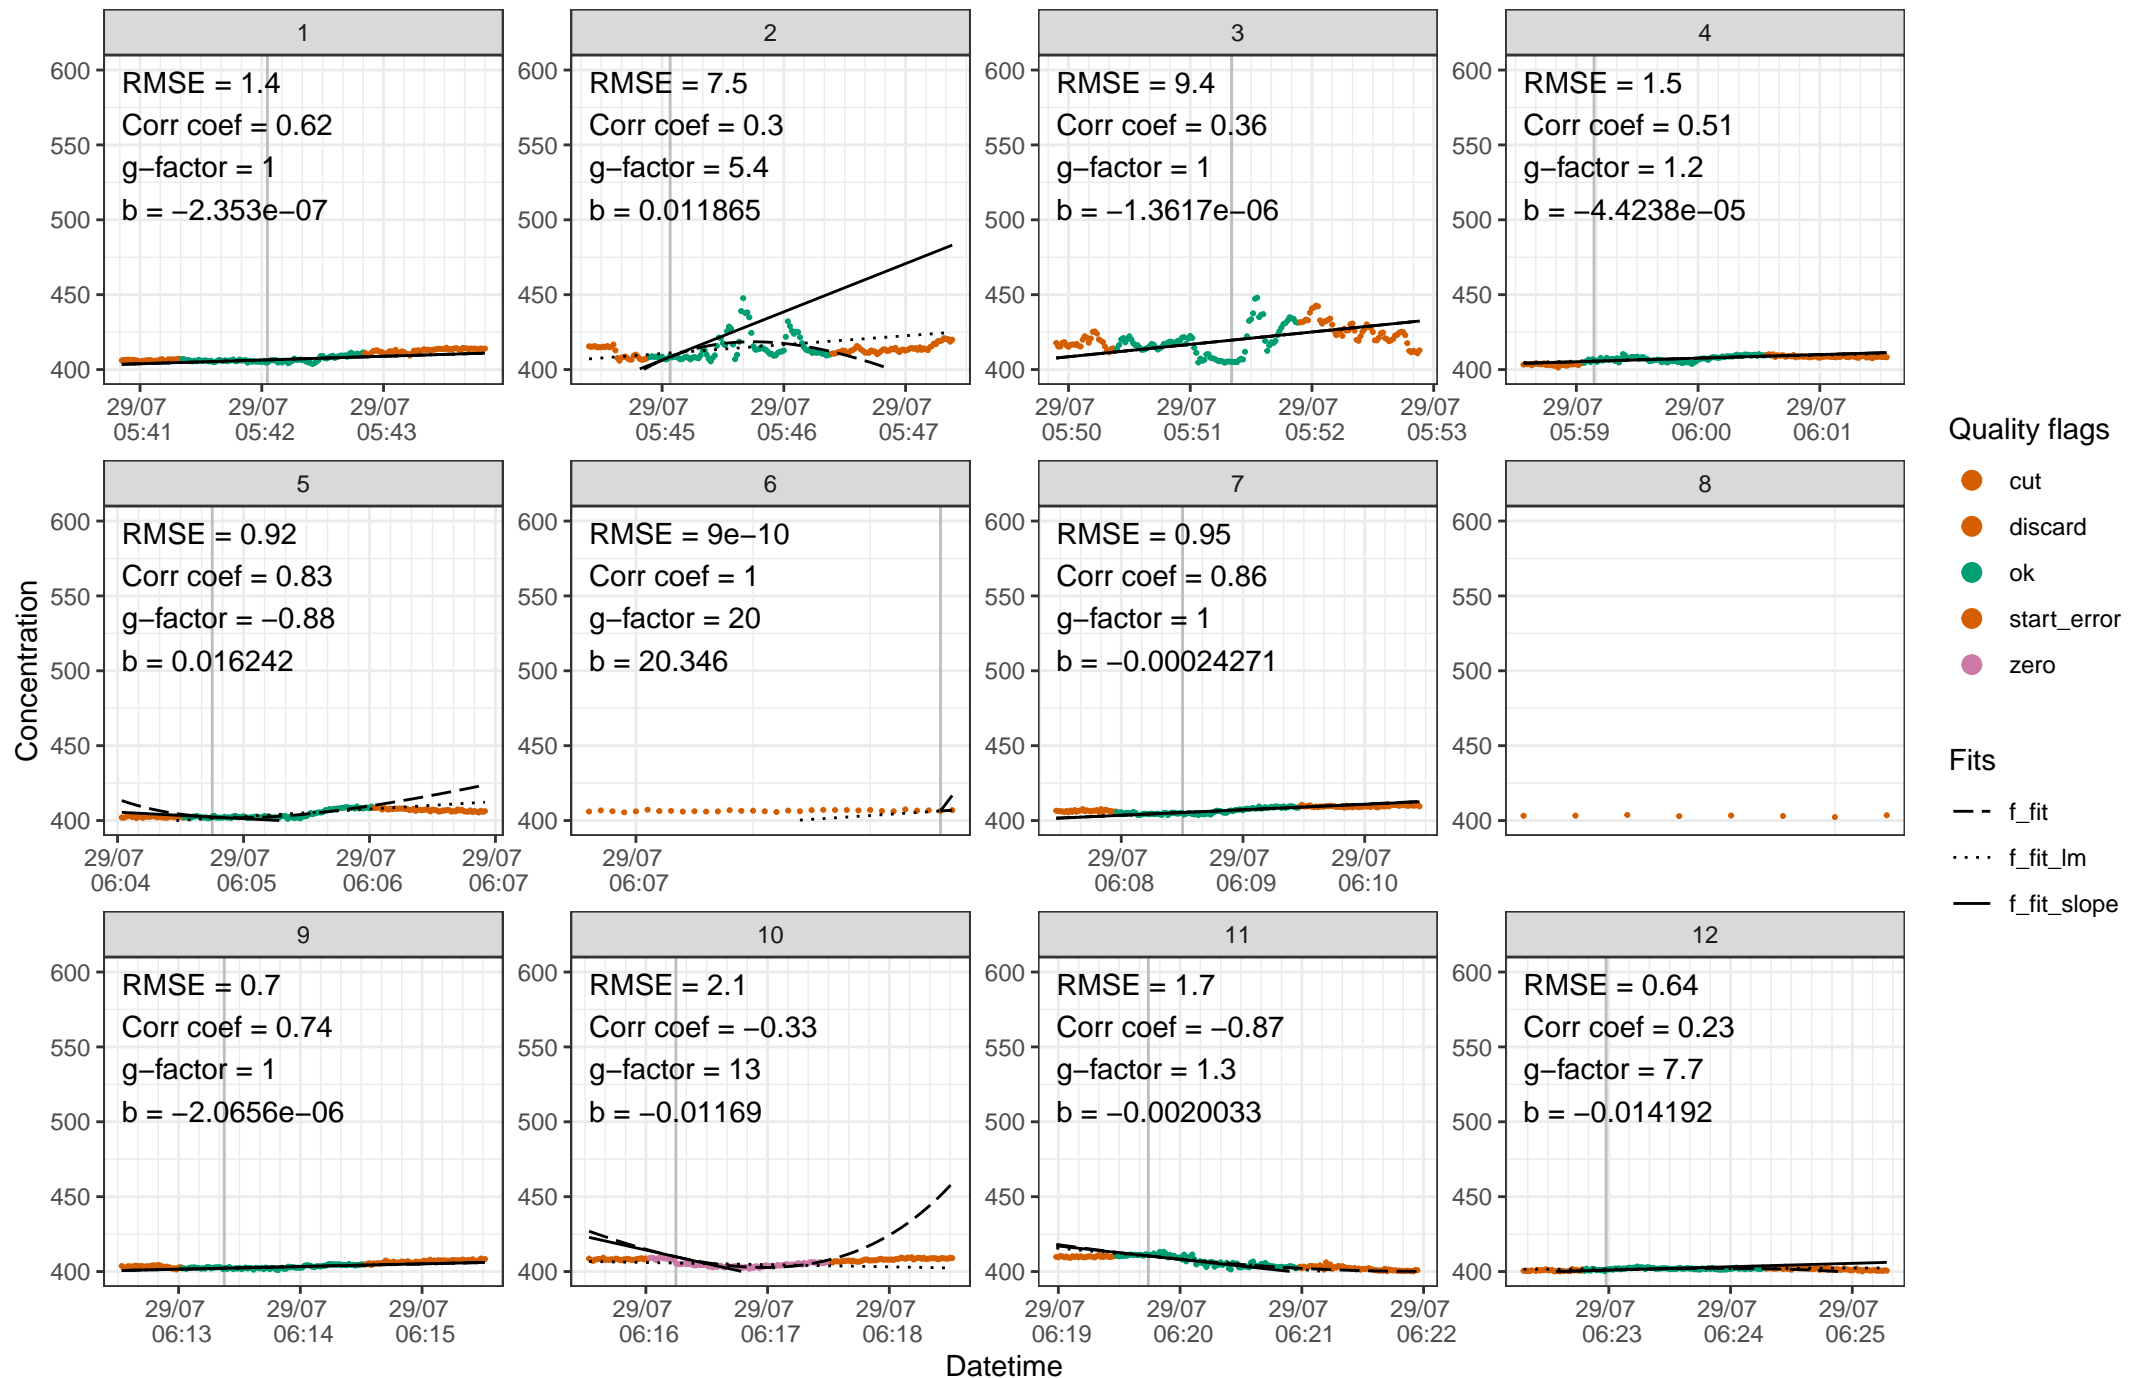 1
2
3
4
600
550
500
450
400
RMSE = 1.4
Corr coef = 0.62
g−factor = 1
b = −2.353e−07
29/07 29/07 29/07
05:41 05:42 05:43
600
550
500
450
400
RMSE = 7.5
Corr coef = 0.3
g−factor = 5.4
b = 0.011865
29/07 29/07 29/07
05:45 05:46 05:47
600
550
500
450
400
RMSE = 9.4
Corr coef = 0.36
g−factor = 1
b = −1.3617e−06
29/07 29/07 29/07 29/07
05:50 05:51 05:52 05:53
600
550
500
450
400
RMSE = 1.5
Corr coef = 0.51
g−factor = 1.2
b = −4.4238e−05
29/07 29/07 29/07
05:59 06:00 06:01
5
6
7
8
Concentration
600
550
500
450
400
RMSE = 0.92
Corr coef = 0.83
g−factor = −0.88
b = 0.016242
29/07 29/07 29/07 29/07
06:04 06:05 06:06 06:07
600
550
500
450
400
RMSE = 9e−10
Corr coef = 1
g−factor = 20
b = 20.346
29/07
06:07
600
550
500
450
400
RMSE = 0.95
Corr coef = 0.86
g−factor = 1
b = −0.00024271
29/07 29/07 29/07
06:08 06:09 06:10
600
550
500
450
400
9
10
11
12
600
550
500
450
400
RMSE = 0.7
Corr coef = 0.74
g−factor = 1
b = −2.0656e−06
29/07 29/07 29/07
06:13 06:14 06:15
600
550
500
450
400
RMSE = 2.1
Corr coef = −0.33
g−factor = 13
b = −0.01169
29/07 29/07 29/07
06:16 06:17 06:18
600
550
500
450
400
RMSE = 1.7
Corr coef = −0.87
g−factor = 1.3
b = −0.0020033
29/07 29/07 29/07 29/07
06:19 06:20 06:21 06:22
600
550
500
450
400
RMSE = 0.64
Corr coef = 0.23
g−factor = 7.7
b = −0.014192
29/07 29/07 29/07
06:23 06:24 06:25
Datetime
Quality flags
cut
discard
ok
start_error
zero
Fits
f_fit
f_fit_lm
f_fit_slope